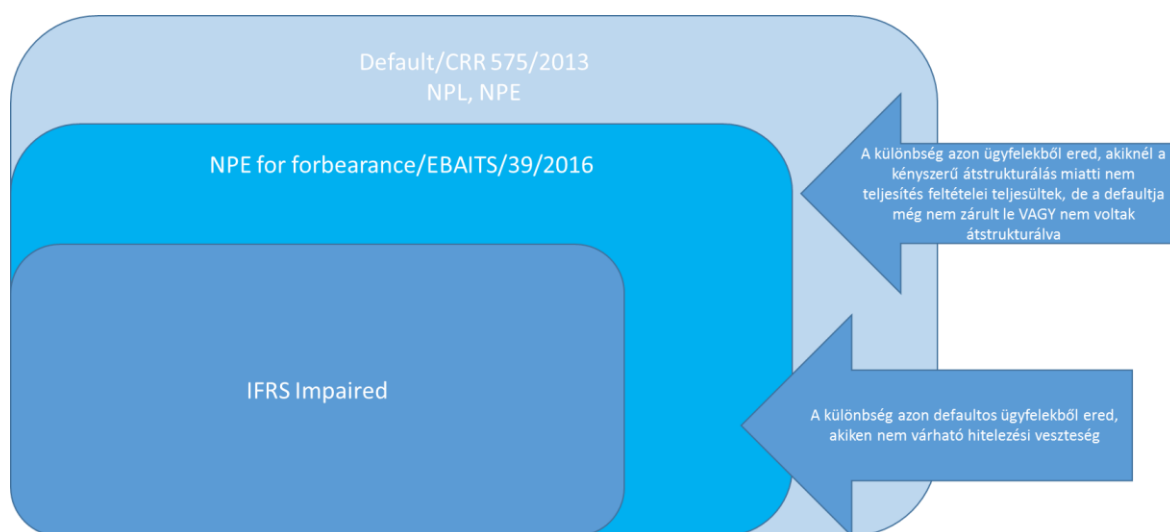 Default/CRR 575/2013
NPL, NPE
NPE for forbearance/EBAITS/39/2016
A különbség azon ügyfelekből ered, akiknél a
kényszerű átstrukturálás miatti nem
teljesítés feltételei teljesültek, de a defaultja
még nem zárult le VAGY nem voltak
átstrukturálva
IFRS Impaired
A különbség azon defaultos ügyfelekből ered,
akiken nem várható hitelezési veszteség